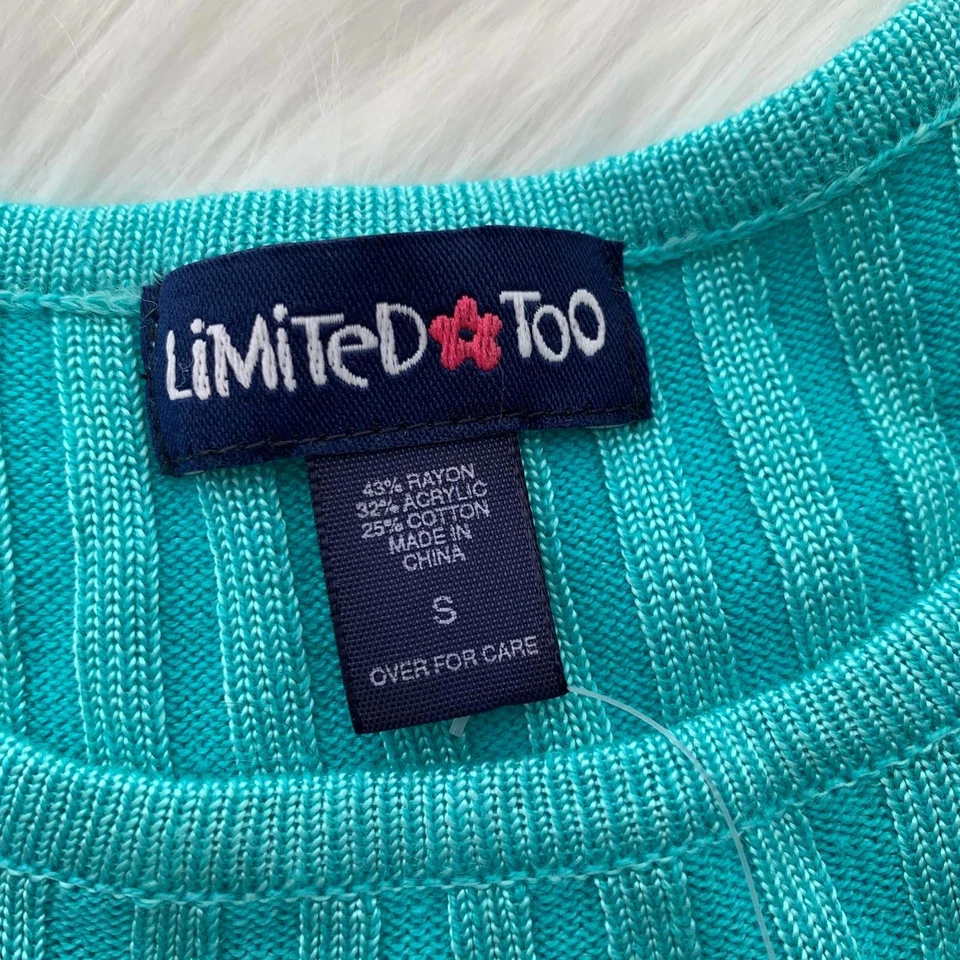 LiMiTeD TOO
43% RAYON
32% ACRYLIC
25% COTTON
MADE IN
CHINA
S
OVER FOR CARE